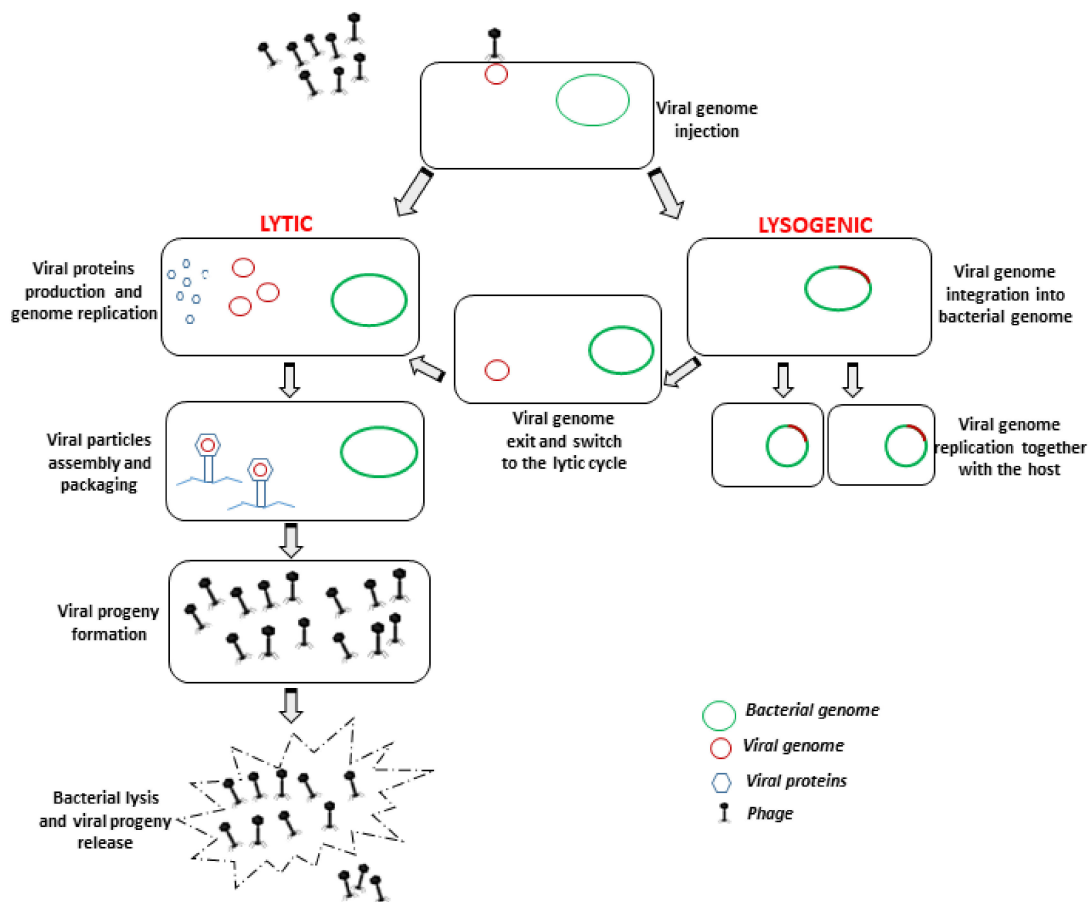 Viral genome
injection
LYTIC
LYSOGENIC
Viral proteins
production and
genome replication
Viral genome
integration into
bacterial genome
Viral genome
exit and switch
to the lytic cycle
Viral particles
assembly and
packaging
Viral genome
replication together
with the host
Viral progeny
formation
Bacterial genome
Viral genome
Viral proteins
Phage
Bacterial lysis
and viral progeny
release